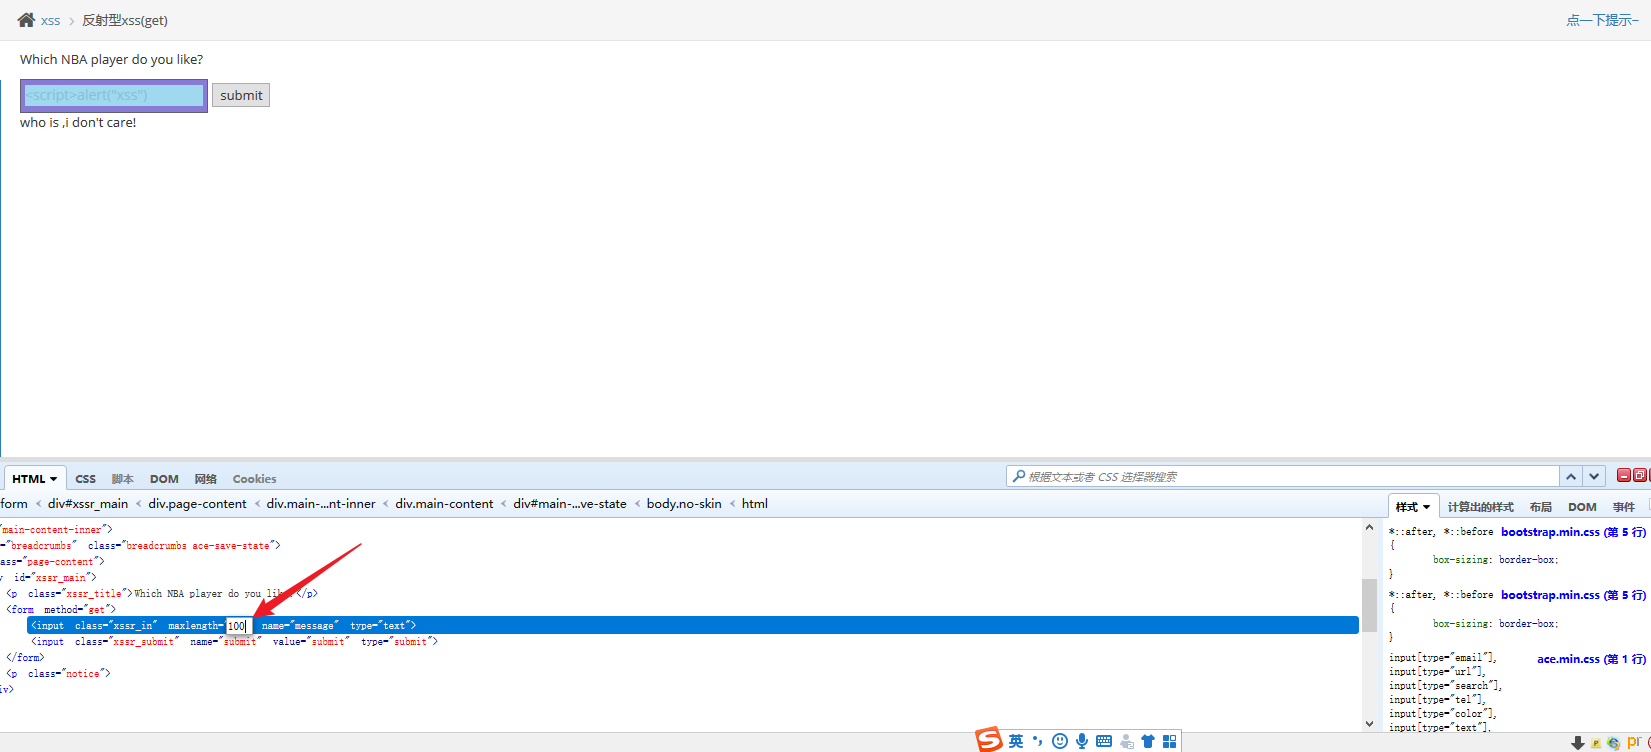 xss › 反射型xss(get)
点一下提示~
Which NBA player do you like?
<script>alert("xss")
submit
who is ,i don't care!
HTML CSS 脚本 DOM 网络 Cookies
根据文本或者 CSS 选择器搜索
form < div#xssr_main < div.page-content < div.main-...nt-inner < div.main-content < div#main-...ve-state < body.no-skin < html
样式 计算出的样式 布局 DOM 事件
"main-content-inner">
="breadcrumbs" class="breadcrumbs ace-save-state">
ass="page-content">
id="xssr_main">
<p class="xssr_title">Which NBA player do you </p>
<form method="get">
<input class="xssr_in" maxlength="100 name="message" type="text">
<input class="xssr_submit" name="submit" value="submit" type="submit">
</form>
<p class="notice">
iv>
*::after, *::before bootstrap.min.css (第 5 行)
{
box-sizing: border-box;
}
*::after, *::before bootstrap.min.css (第 5 行)
{
box-sizing: border-box;
}
input[type="email"], ace.min.css (第 1 行)
input[type="url"],
input[type="search"],
input[type="tel"],
input[type="color"],
input[type="text"],
英